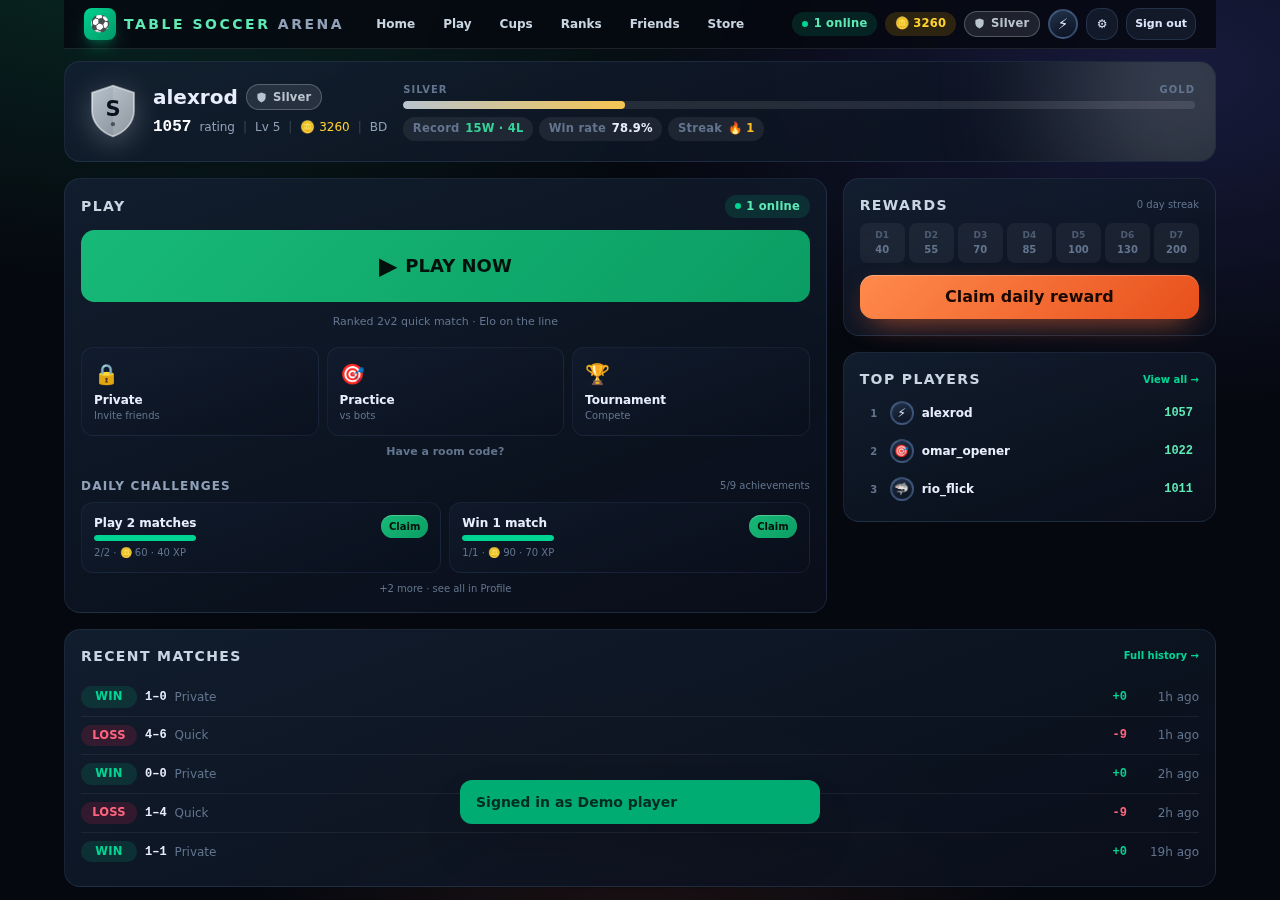 TABLE SOCCER ARENA Home Play Cups Ranks Friends Store 1 online 3260 Silver Sign out
S
alexrod Silver
1057 rating | Lv 5 | 3260 | BD
SILVER GOLD
Record 15W · 4L Win rate 78.9% Streak 1
PLAY 1 online
▶ PLAY NOW
Ranked 2v2 quick match · Elo on the line
Private
Invite friends
Practice
vs bots
Tournament
Compete
Have a room code?
DAILY CHALLENGES 5/9 achievements
Play 2 matches Claim
2/2 · 60 · 40 XP
Win 1 match Claim
1/1 · 90 · 70 XP
+2 more · see all in Profile
REWARDS 0 day streak
D1 D2 D3 D4 D5 D6 D7
40 55 70 85 100 130 200
Claim daily reward
TOP PLAYERS View all →
1 alexrod 1057
2 omar_opener 1022
3 rio_flick 1011
RECENT MATCHES Full history →
WIN 1–0 Private +0 1h ago
LOSS 4–6 Quick -9 1h ago
WIN 0–0 Private +0 2h ago
LOSS 1–4 Quick -9 2h ago
WIN 1–1 Private +0 19h ago
Signed in as Demo player